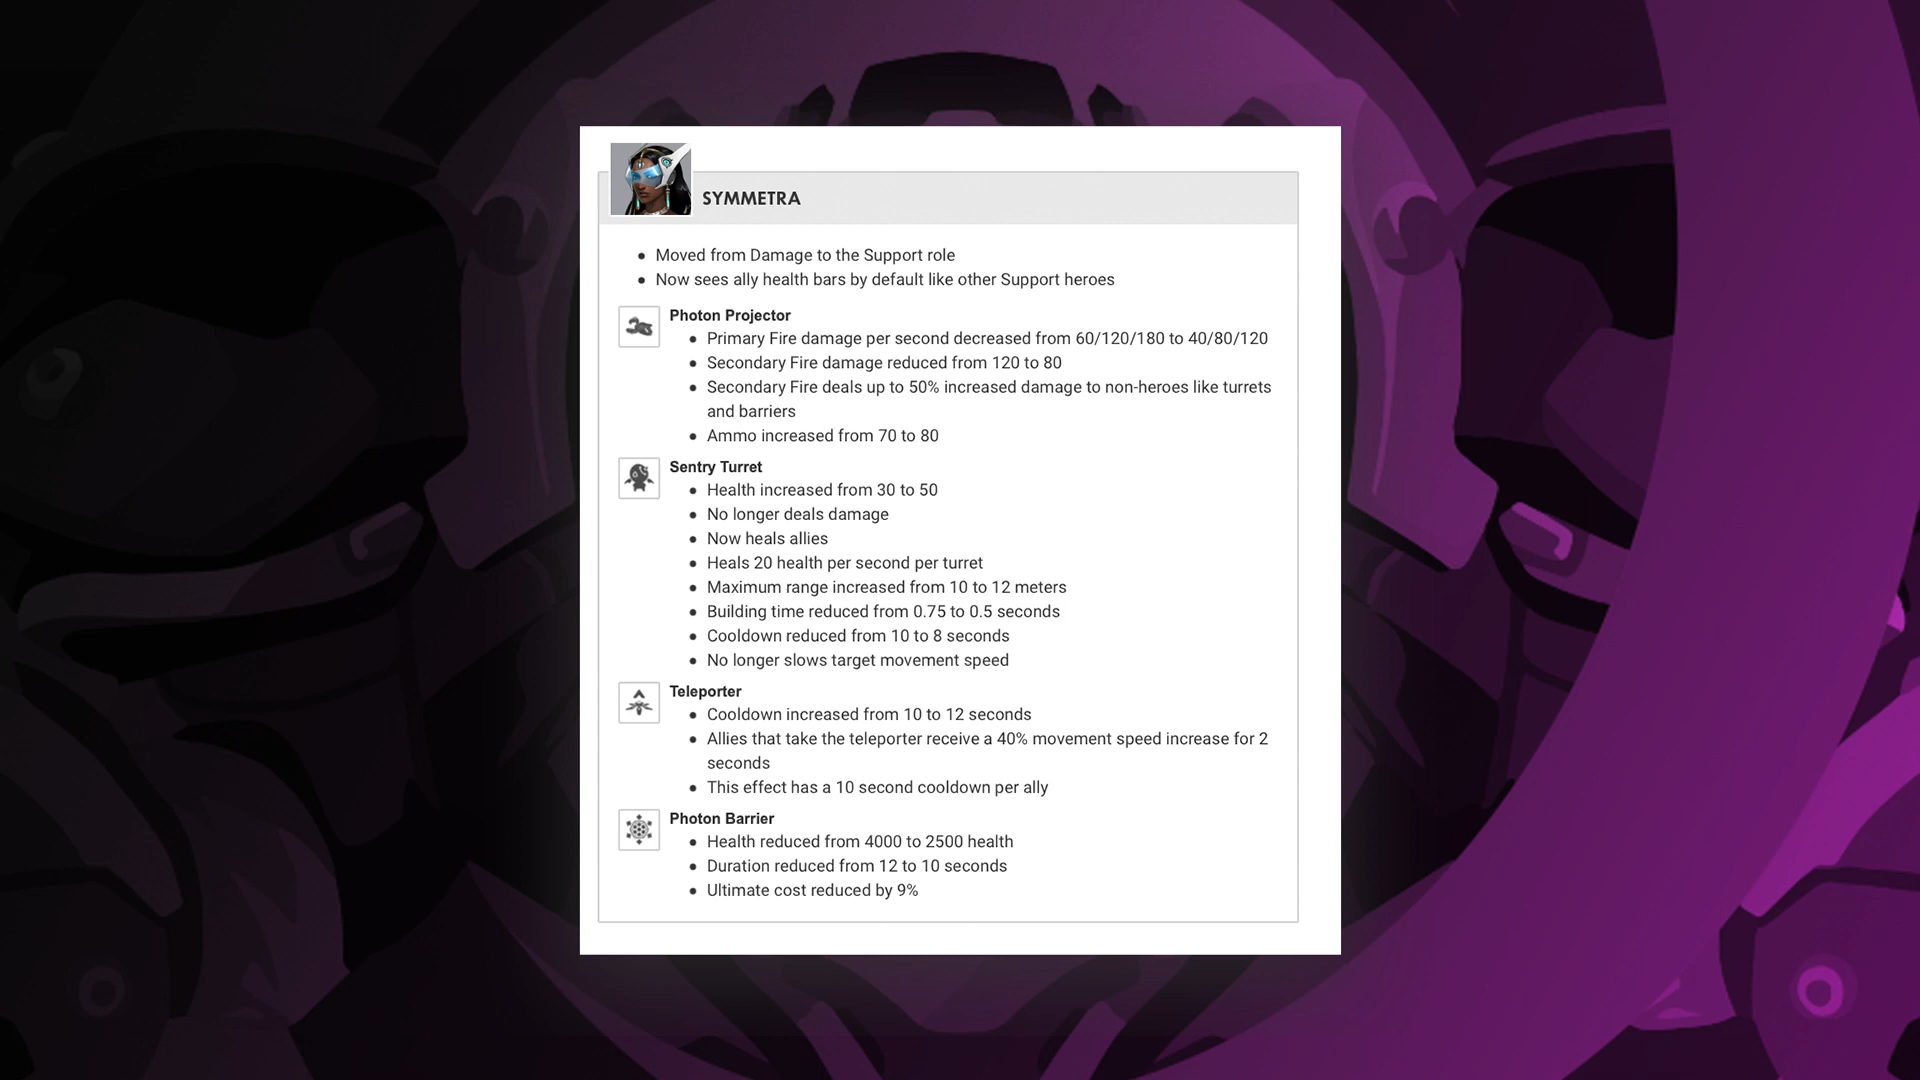 SYMMETRA
• Moved from Damage to the Support role
• Now sees ally health bars by default like other Support heroes
Photon Projector
• Primary Fire damage per second decreased from 60/120/180 to 40/80/120
• Secondary Fire damage reduced from 120 to 80
• Secondary Fire deals up to 50% increased damage to non-heroes like turrets
and barriers
• Ammo increased from 70 to 80
Sentry Turret
• Health increased from 30 to 50
• No longer deals damage
• Now heals allies
• Heals 20 health per second per turret
• Maximum range increased from 10 to 12 meters
• Building time reduced from 0.75 to 0.5 seconds
• Cooldown reduced from 10 to 8 seconds
• No longer slows target movement speed
Teleporter
• Cooldown increased from 10 to 12 seconds
• Allies that take the teleporter receive a 40% movement speed increase for 2
seconds
• This effect has a 10 second cooldown per ally
Photon Barrier
• Health reduced from 4000 to 2500 health
• Duration reduced from 12 to 10 seconds
• Ultimate cost reduced by 9%